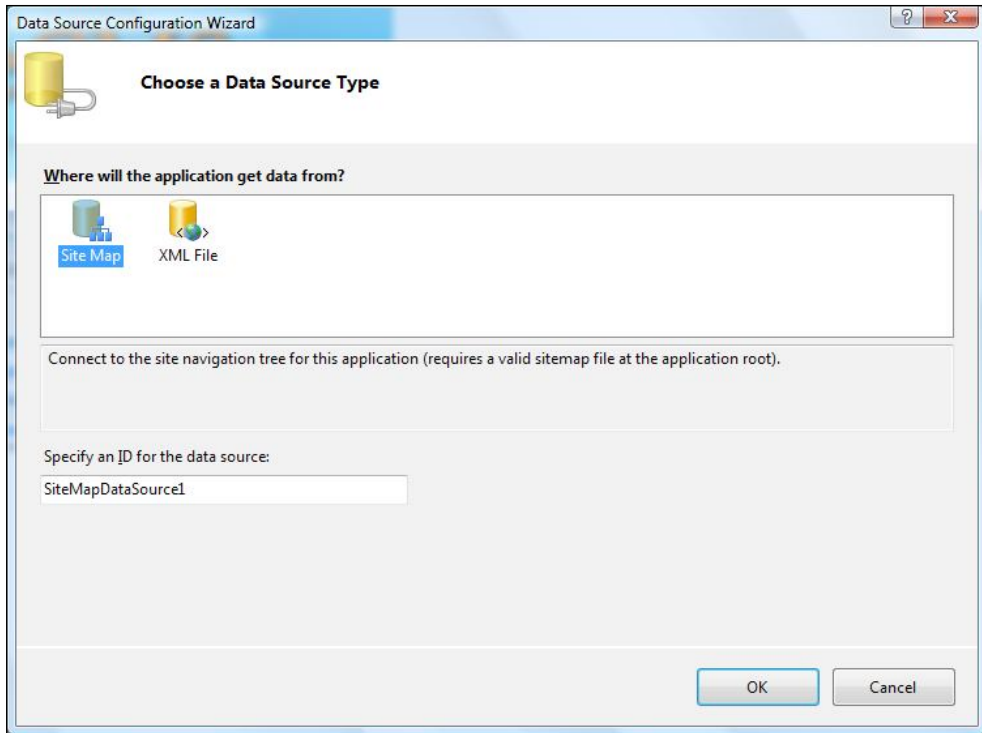 Data Source Configuration Wizard
?
X
Choose a Data Source Type
Where will the application get data from?
Site Map
XML File
Connect to the site navigation tree for this application (requires a valid sitemap file at the application root).
Specify an ID for the data source:
SiteMapDataSource1
OK
Cancel